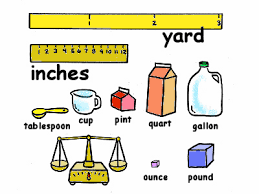 1 2 3
yard
1 2 3 4 5 6 7 8 9 10 11 12
inches
tablespoon cup pint quart gallon
ounce pound